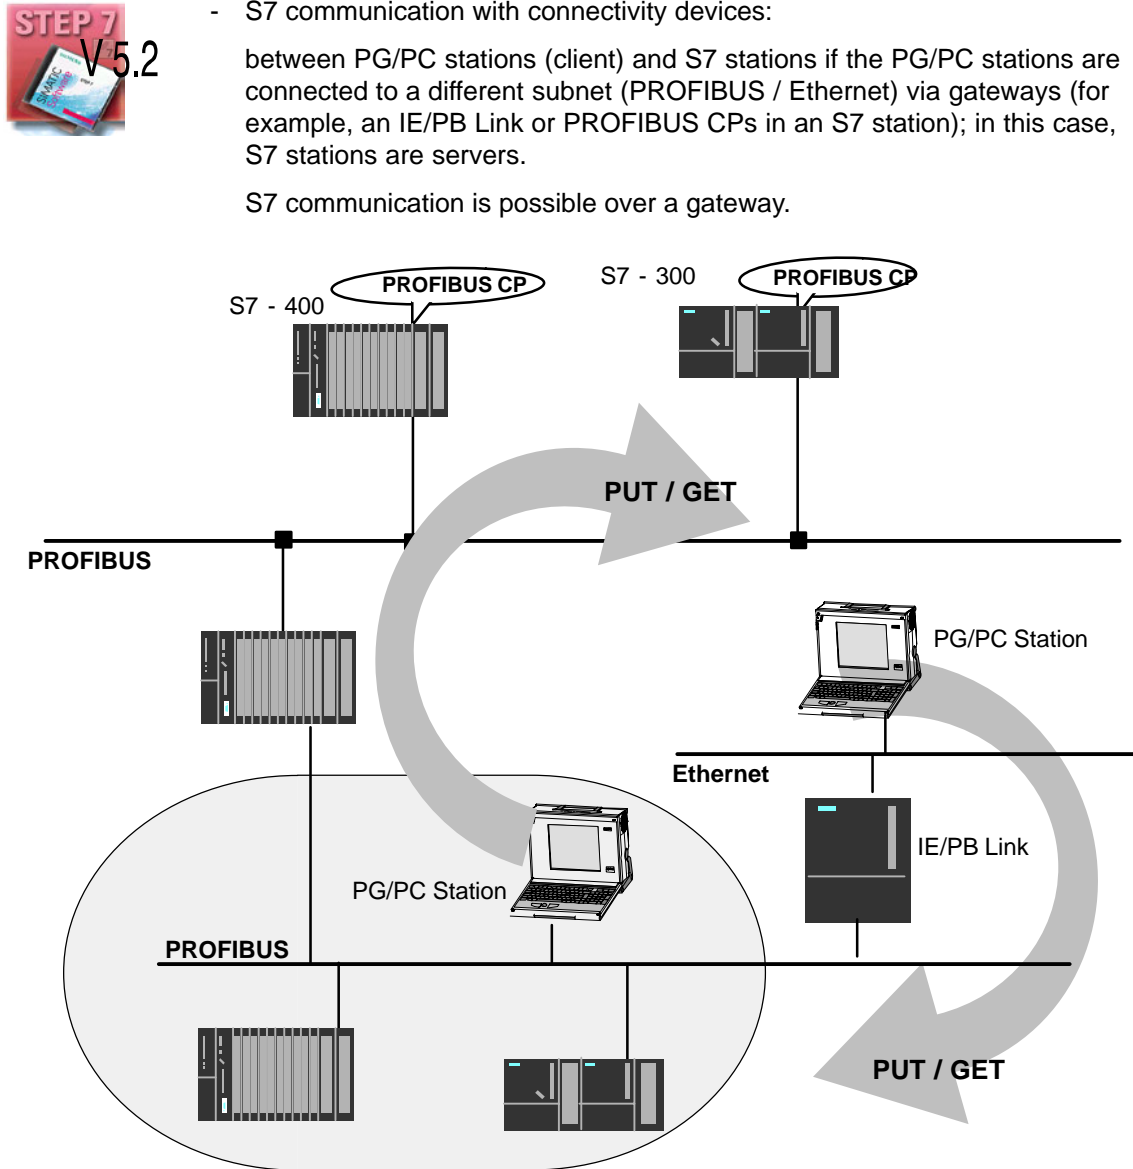 STEP 7
V 5.2
SIMATIC
Software
- S7 communication with connectivity devices:
between PG/PC stations (client) and S7 stations if the PG/PC stations are
connected to a different subnet (PROFIBUS / Ethernet) via gateways (for
example, an IE/PB Link or PROFIBUS CPs in an S7 station); in this case,
S7 stations are servers.
S7 communication is possible over a gateway.
S7 - 400
PROFIBUS CP
S7 - 300
PROFIBUS CP
PUT / GET
PROFIBUS
PG/PC Station
Ethernet
IE/PB Link
PG/PC Station
PROFIBUS
PUT / GET